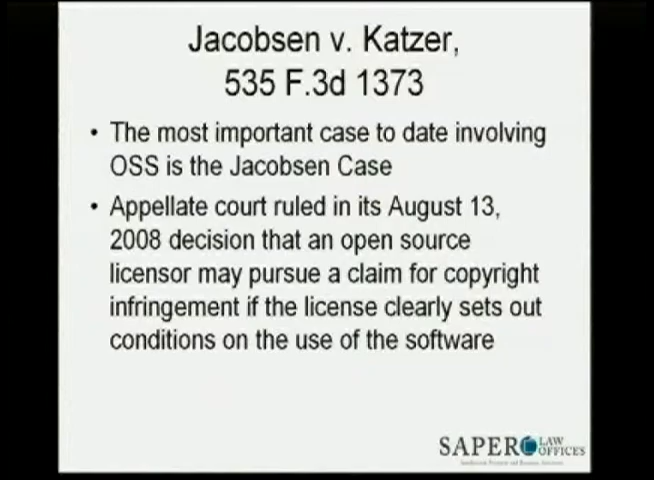 Jacobsen v. Katzer,
535 F.3d 1373
• The most important case to date involving
OSS is the Jacobsen Case
• Appellate court ruled in its August 13,
2008 decision that an open source
licensor may pursue a claim for copyright
infringement if the license clearly sets out
conditions on the use of the software
SAPER LAW
OFFICES